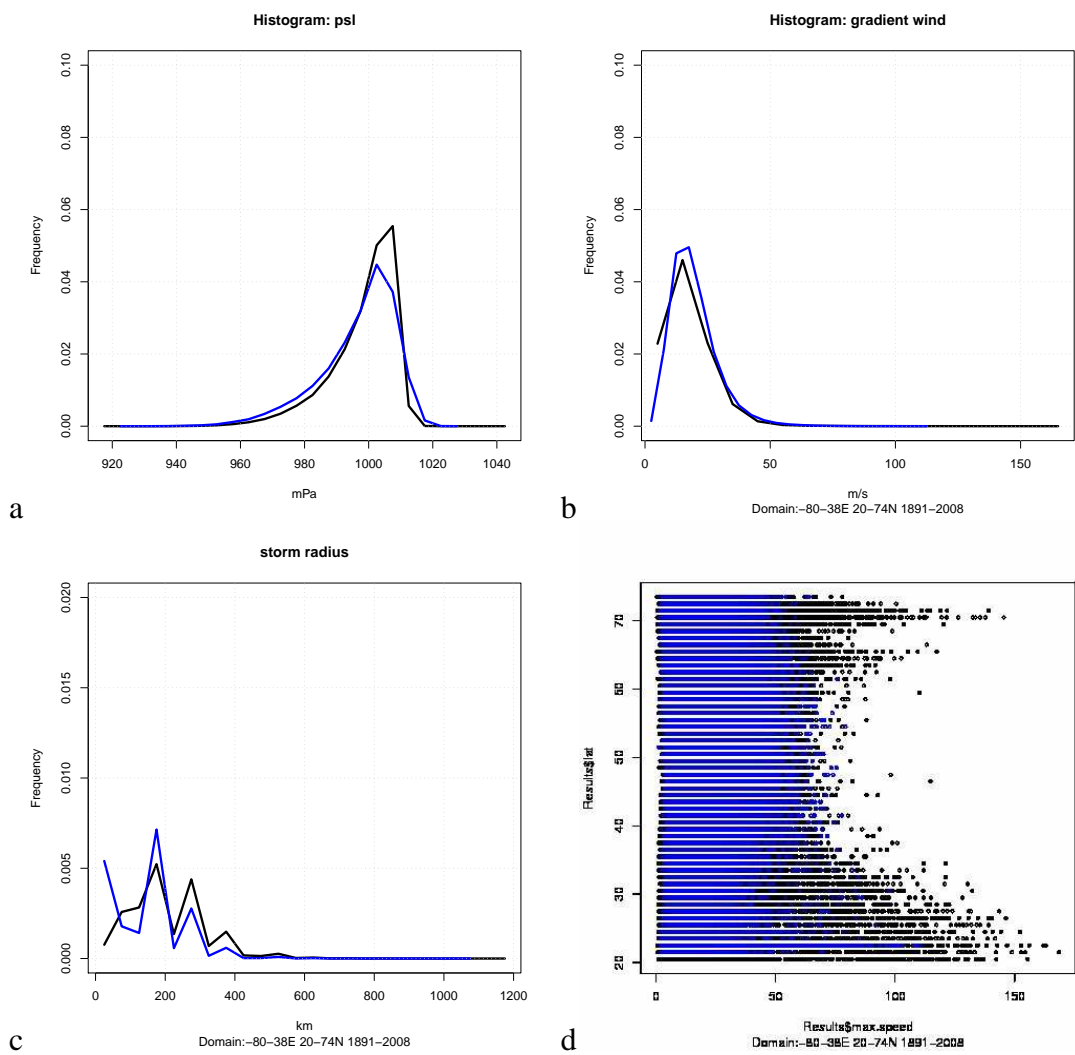 Histogram: psl
Frequency
0.00 0.02 0.04 0.06 0.08 0.10
920 940 960 980 1000 1020 1040
mPa
a
Histogram: gradient wind
Frequency
0.00 0.02 0.04 0.06 0.08 0.10
0 50 100 150
m/s
Domain:−80−38E 20−74N 1891−2008
b
storm radius
Frequency
0.000 0.005 0.010 0.015 0.020
0 200 400 600 800 1000 1200
km
Domain:−80−38E 20−74N 1891−2008
c
Results$lat
20 30 40 50 60 70
0 50 100 150
Results$max.speed
Domain:−80−38E 20−74N 1891−2008
d